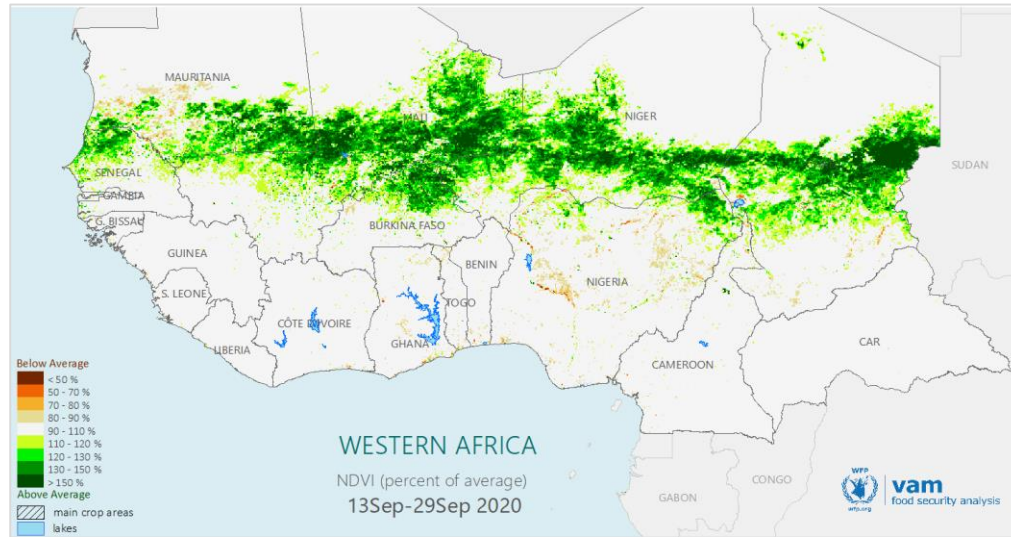 MAURITANIA
MALI
NIGER
SUDAN
SENEGAL
GAMBIA
G. BISSAU
BURKINA FASO
GUINEA
BENIN
NIGERIA
S. LEONE
TOGO
CÔTE D'IVOIRE
LIBERIA
GHANA
CAMEROON
CAR
GABON
CONGO
Below Average
< 50 %
50 - 70 %
70 - 80 %
80 - 90 %
90 - 110 %
110 - 120 %
120 - 130 %
130 - 150 %
> 150 %
Above Average
main crop areas
lakes
WESTERN AFRICA
NDVI (percent of average)
13Sep-29Sep 2020
WFP
wfp.org
vam
food security analysis